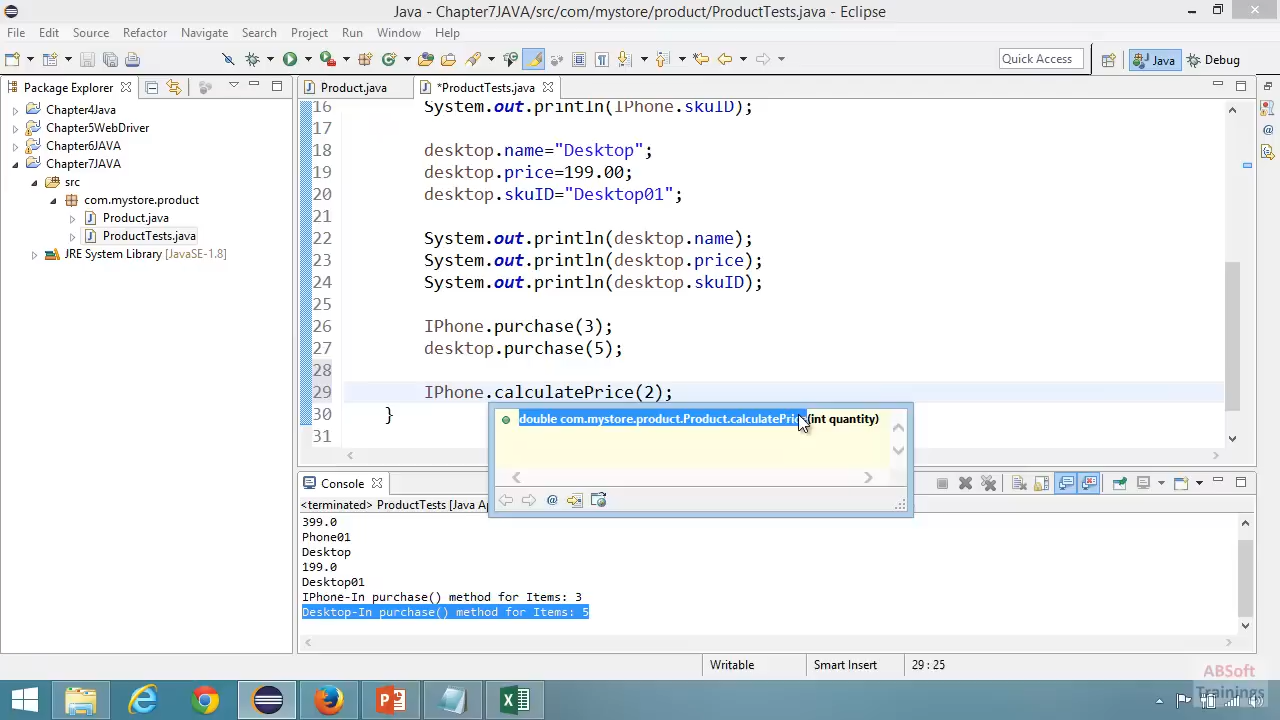 Java - Chapter7JAVA/src/com/mystore/product/ProductTests.java - Eclipse
File Edit Source Refactor Navigate Search Project Run Window Help
Quick Access Java Debug
Package Explorer
Chapter4Java
Chapter5WebDriver
Chapter6JAVA
Chapter7JAVA
src
com.mystore.product
Product.java
ProductTests.java
JRE System Library [JavaSE-1.8]
Product.java *ProductTests.java
16 System.out.println(IPhone.skuID);
17
18 desktop.name="Desktop";
19 desktop.price=199.00;
20 desktop.skuID="Desktop01";
21
22 System.out.println(desktop.name);
23 System.out.println(desktop.price);
24 System.out.println(desktop.skuID);
25
26 IPhone.purchase(3);
27 desktop.purchase(5);
28
29 IPhone.calculatePrice(2);
30 }
31
double com.mystore.product.Product.calculatePric (int quantity)
Console
<terminated> ProductTests [Java Ap
399.0
Phone01
Desktop
199.0
Desktop01
IPhone-In purchase() method for Items: 3
Desktop-In purchase() method for Items: 5
Writable Smart Insert 29 : 25
ABSoft
Trainings